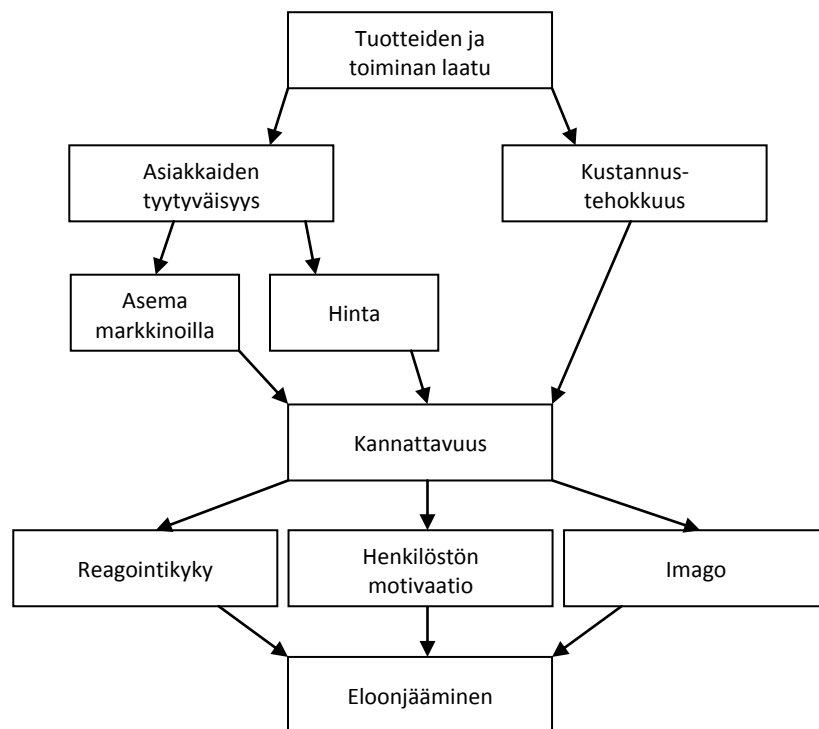 Tuotteiden ja
toiminan laatu
Asiakkaiden
tyytyväisyys
Kustannus-
tehokkuus
Asema
markkinoilla
Hinta
Kannattavuus
Reagointikyky
Henkilöstön
motivaatio
Imago
Eloonjääminen